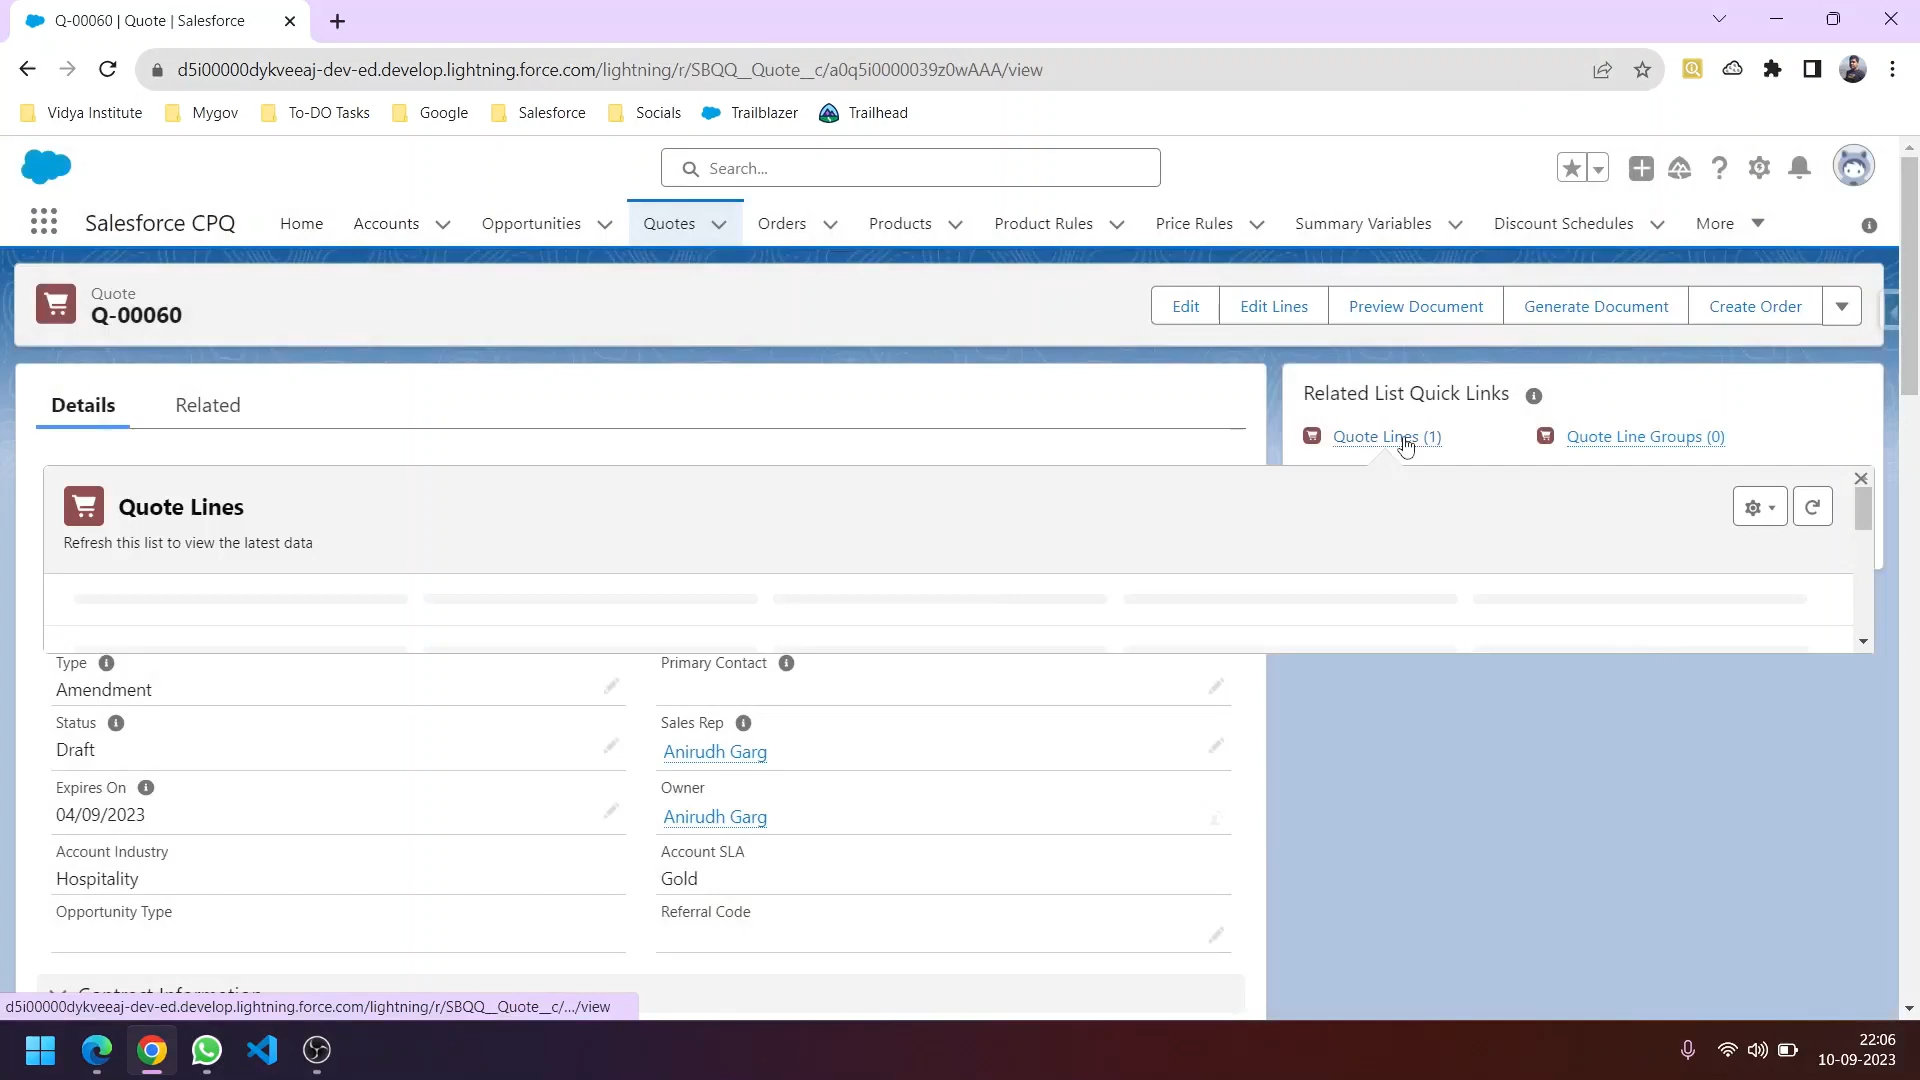 Q-00060 | Quote | Salesforce
d5i00000dykveeaj-dev-ed.develop.lightning.force.com/lightning/r/SBQQ__Quote__c/a0q5i0000039z0wAAA/view
Vidya Institute
Mygov
To-DO Tasks
Google
Salesforce
Socials
Trailblazer
Trailhead
Search...
Salesforce CPQ
Home
Accounts
Opportunities
Quotes
Orders
Products
Product Rules
Price Rules
Summary Variables
Discount Schedules
More
Quote
Q-00060
Edit
Edit Lines
Preview Document
Generate Document
Create Order
Details
Related
Related List Quick Links
Quote Lines (1)
Quote Line Groups (0)
Quote Lines
Refresh this list to view the latest data
Type
Amendment
Primary Contact
Status
Draft
Sales Rep
Anirudh Garg
Expires On
04/09/2023
Owner
Anirudh Garg
Account Industry
Hospitality
Account SLA
Gold
Opportunity Type
Referral Code
Contract Information
d5i00000dykveeaj-dev-ed.develop.lightning.force.com/lightning/r/SBQQ__Quote__c/.../view
22:06
10-09-2023